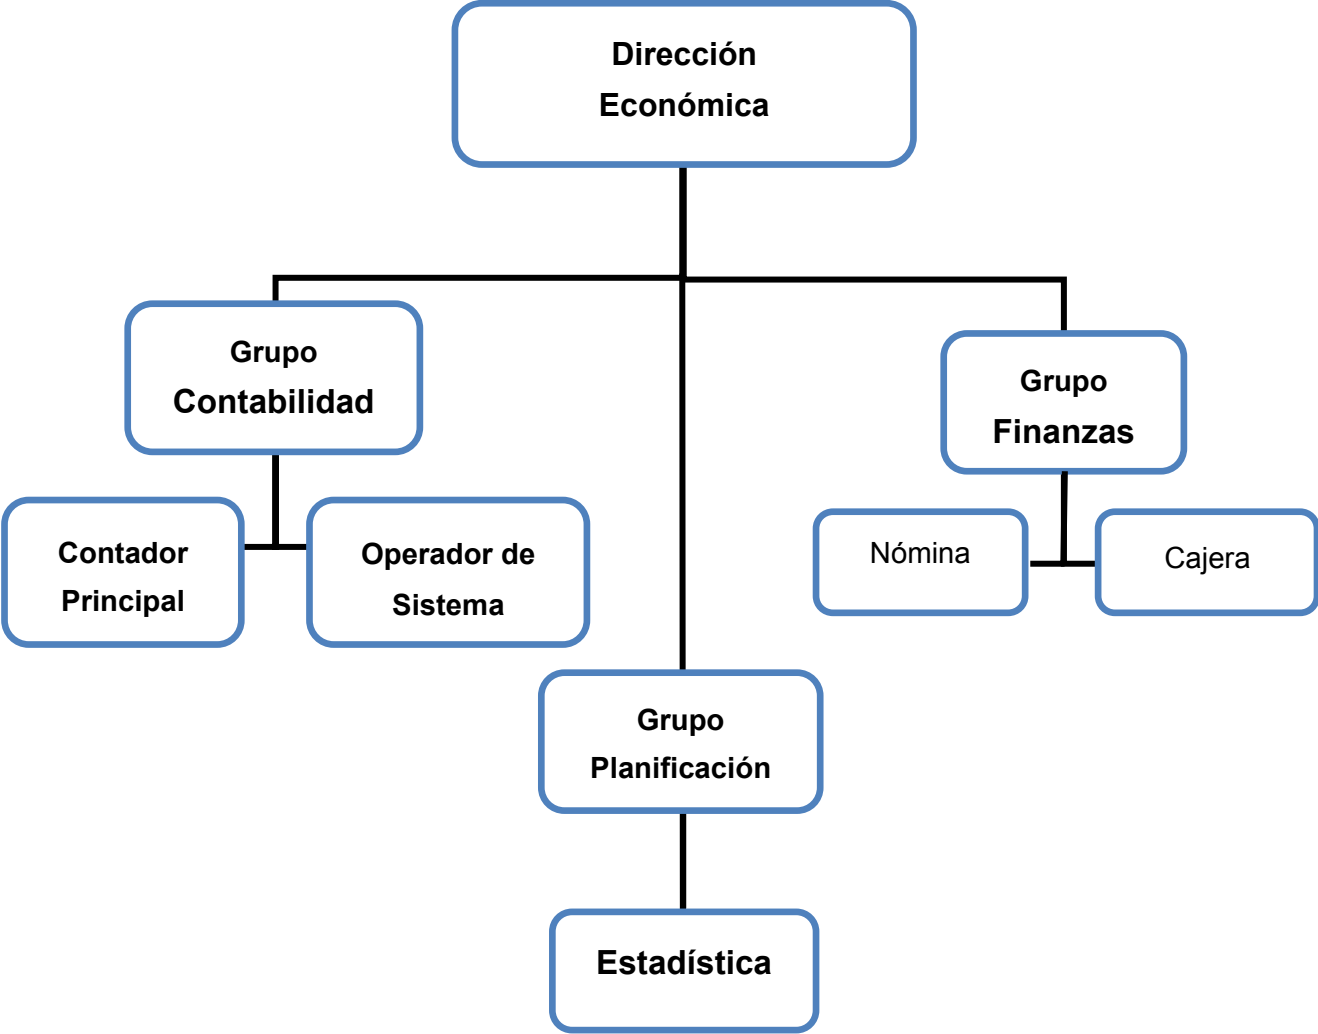 Dirección
Económica
Grupo
Contabilidad
Grupo
Finanzas
Contador
Principal
Operador de
Sistema
Nómina
Cajera
Grupo
Planificación
Estadística